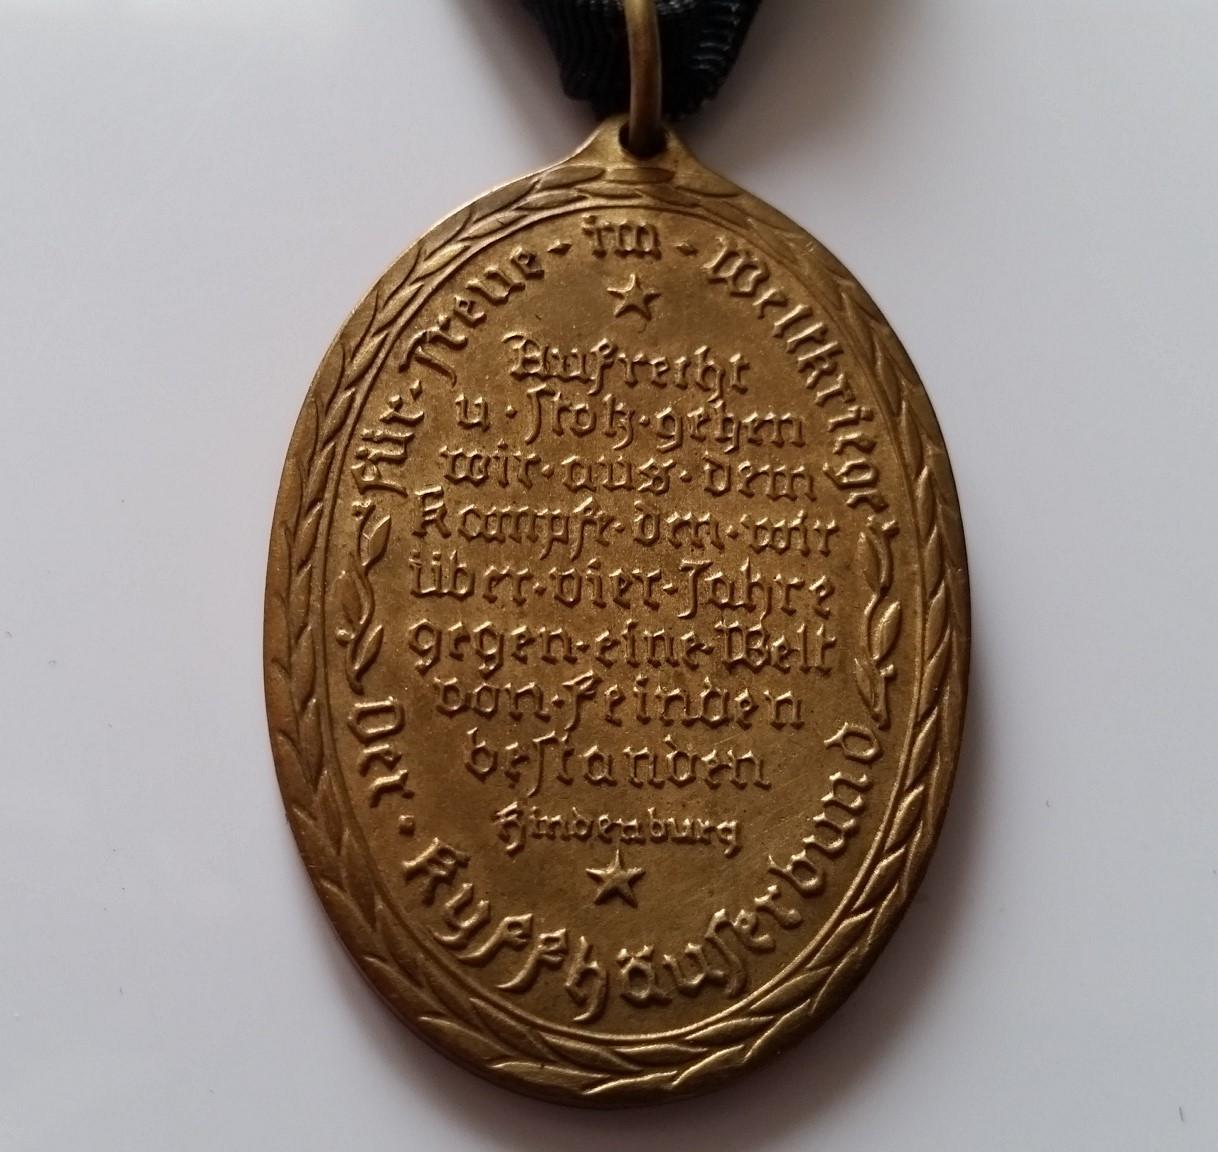 Für · Treue · im · Weltkriege
Aufrecht
u · ſtolz · gehen
wir · aus · dem
Kampfe · den · wir
über · vier · Jahre
gegen · eine · Welt
von · Feinden
beſtanden
Hindenburg
Der · Kyffhäuſerbund